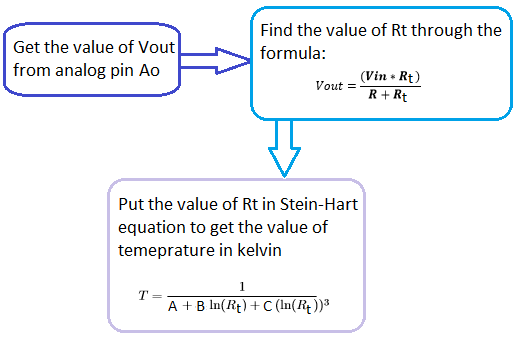 Get the value of Vout
from analog pin Ao
Find the value of Rt through the
formula:
Vout = (Vin * Rt) / R + Rt
Put the value of Rt in Stein-Hart
equation to get the value of
temeprature in kelvin
T = 1 / A + B ln(Rt) + C (ln(Rt))³